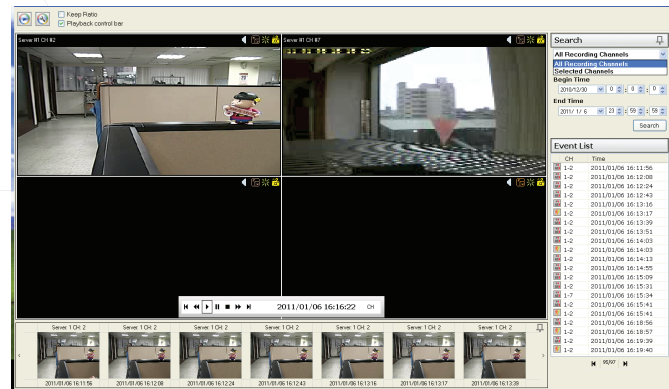 Keep Ratio
Playback control bar
Server #1 CH #2
Server #1 CH #7
Search
All Recording Channels
All Recording Channels
Selected Channels
Begin Time
2010/12/30 0 : 0 : 0
End Time
2011/ 1/ 6 23 : 59 : 59
Search
Event List
CH Time
1-2 2011/01/06 16:11:56
1-2 2011/01/06 16:12:08
1-2 2011/01/06 16:12:24
1-2 2011/01/06 16:12:43
1-2 2011/01/06 16:13:16
1-2 2011/01/06 16:13:17
1-2 2011/01/06 16:13:39
1-2 2011/01/06 16:13:51
1-2 2011/01/06 16:14:03
1-2 2011/01/06 16:14:03
1-2 2011/01/06 16:14:13
1-2 2011/01/06 16:14:55
1-2 2011/01/06 16:15:09
1-2 2011/01/06 16:15:31
1-7 2011/01/06 16:15:34
1-2 2011/01/06 16:15:41
1-2 2011/01/06 16:15:41
1-2 2011/01/06 16:18:56
1-2 2011/01/06 16:18:57
1-2 2011/01/06 16:19:39
1-2 2011/01/06 16:19:40
95/97
2011/01/06 16:16:22 CH
Server: 1 CH: 2 Server: 1 CH: 2 Server: 1 CH: 2 Server: 1 CH: 2 Server: 1 CH: 2 Server: 1 CH: 2 Server: 1 CH: 2
2011/01/06 16:11:56 2011/01/06 16:12:08 2011/01/06 16:12:24 2011/01/06 16:12:43 2011/01/06 16:13:16 2011/01/06 16:13:17 2011/01/06 16:13:39